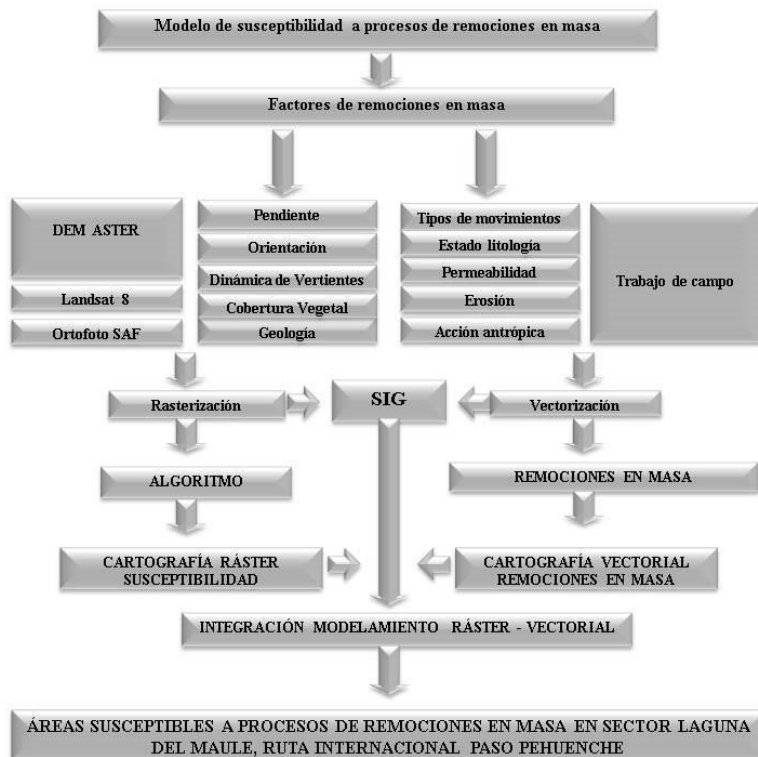 Modelo de susceptibilidad a procesos de remociones en masa
Factores de remociones en masa
DEM ASTER
Landsat 8
Ortofoto SAF
Pendiente
Orientación
Dinámica de Vertientes
Cobertura Vegetal
Geología
Tipos de movimientos
Estado litología
Permeabilidad
Erosión
Acción antrópica
Trabajo de campo
Rasterización
SIG
Vectorización
ALGORITMO
REMOCIONES EN MASA
CARTOGRAFÍA RÁSTER
SUSCEPTIBILIDAD
CARTOGRAFÍA VECTORIAL
REMOCIONES EN MASA
INTEGRACIÓN MODELAMIENTO RÁSTER - VECTORIAL
ÁREAS SUSCEPTIBLES A PROCESOS DE REMOCIONES EN MASA EN SECTOR LAGUNA
DEL MAULE, RUTA INTERNACIONAL PASO PEHUENCHE